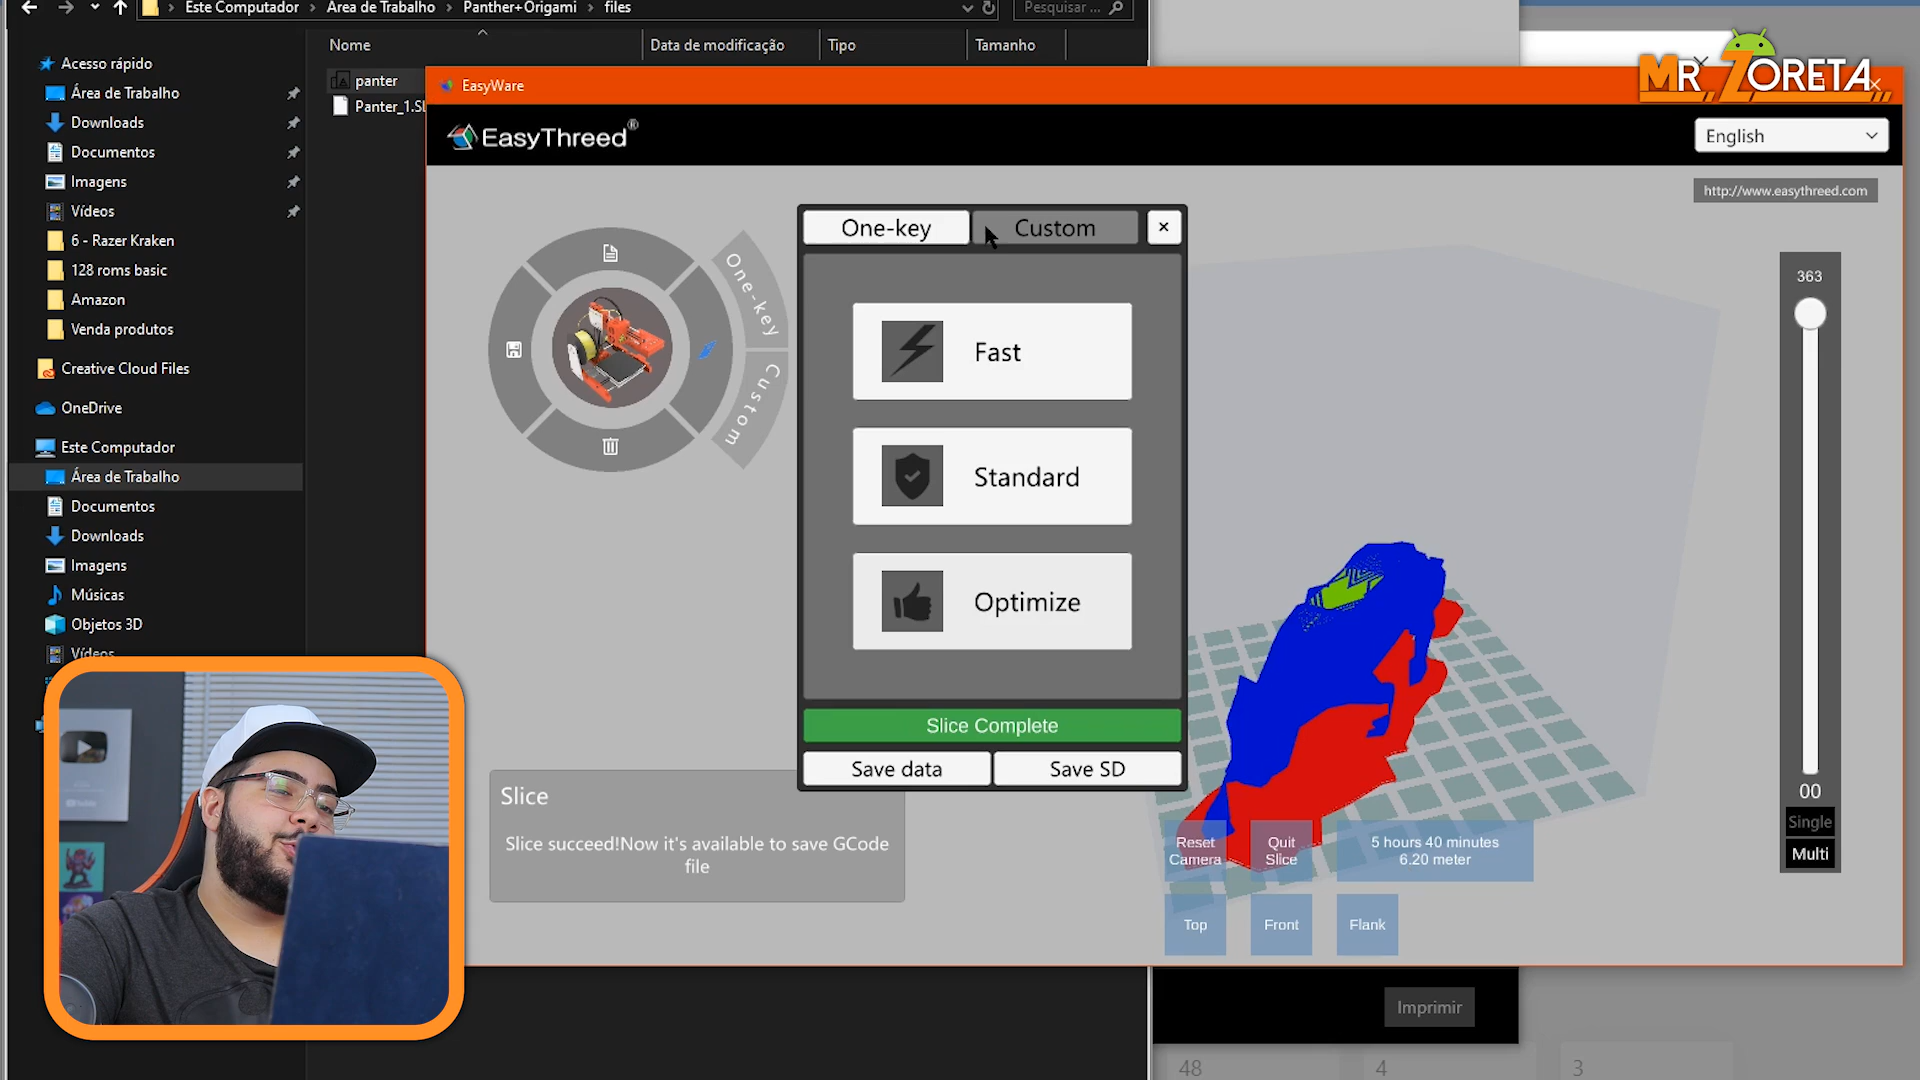 Este Computador
Área de Trabalho
Panther+Origami
files
Pesquisar ...
Nome
Data de modificação
Tipo
Tamanho
Acesso rápido
Área de Trabalho
Downloads
Documentos
Imagens
Vídeos
6 - Razer Kraken
128 roms basic
Amazon
Venda produtos
Creative Cloud Files
OneDrive
Este Computador
Área de Trabalho
Documentos
Downloads
Imagens
Músicas
Objetos 3D
Vídeos
panter
Panter_1.SL
MR ZORETA
EasyWare
EasyThreed®
English
http://www.easythreed.com
One-key
Custom
One-key
Custom
×
Fast
Standard
Optimize
Slice Complete
Save data
Save SD
Slice
Slice succeed!Now it's available to save GCode
file
363
00
Single
Multi
Reset
Camera
Quit
Slice
5 hours 40 minutes
6.20 meter
Top
Front
Flank
Imprimir
48
4
3